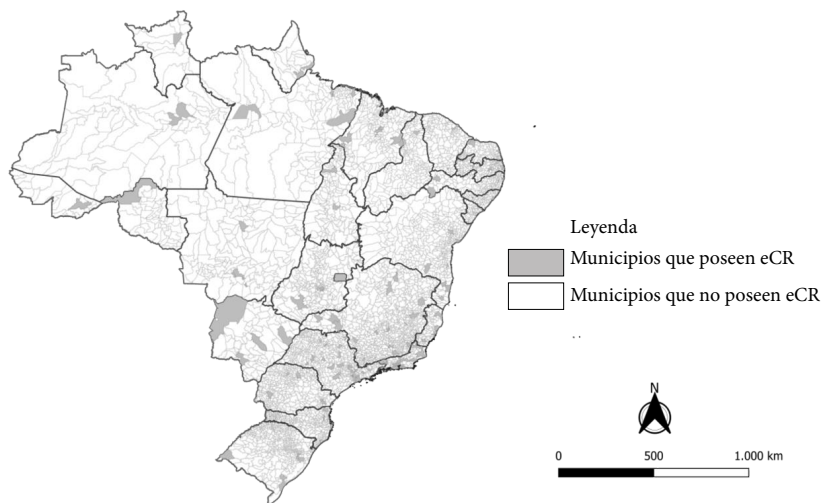 Leyenda
Municipios que poseen eCR
Municipios que no poseen eCR
N
0 500 1.000 km